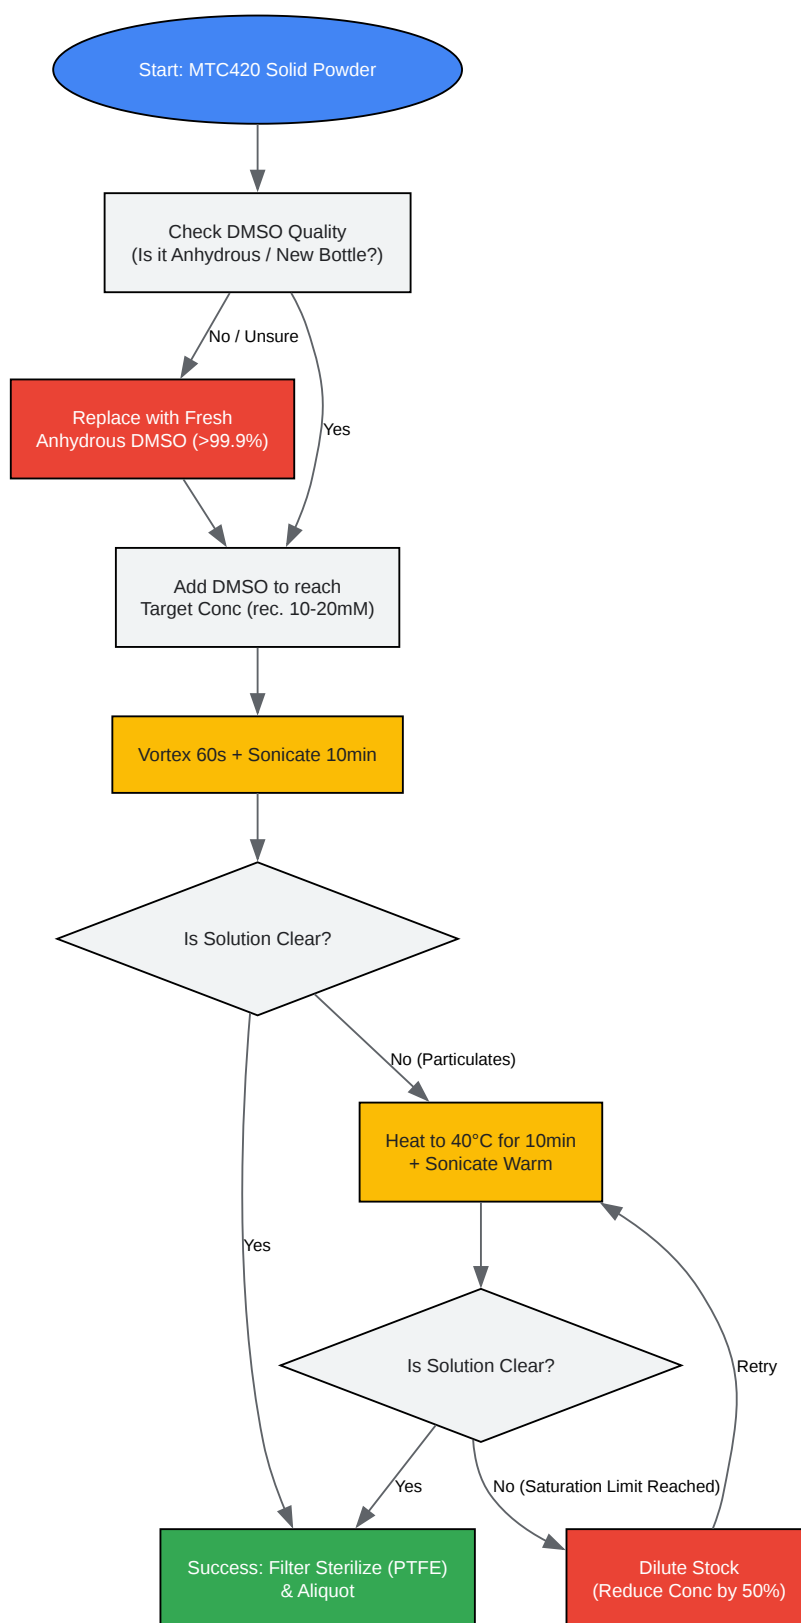 Start: MTC420 Solid Powder
Check DMSO Quality
(Is it Anhydrous / New Bottle?)
No / Unsure
Replace with Fresh
Anhydrous DMSO (>99.9%)
Yes
Add DMSO to reach
Target Conc (rec. 10-20mM)
Vortex 60s + Sonicate 10min
Is Solution Clear?
No (Particulates)
Heat to 40°C for 10min
+ Sonicate Warm
Yes
Is Solution Clear?
Retry
Yes
No (Saturation Limit Reached)
Success: Filter Sterilize (PTFE)
& Aliquot
Dilute Stock
(Reduce Conc by 50%)